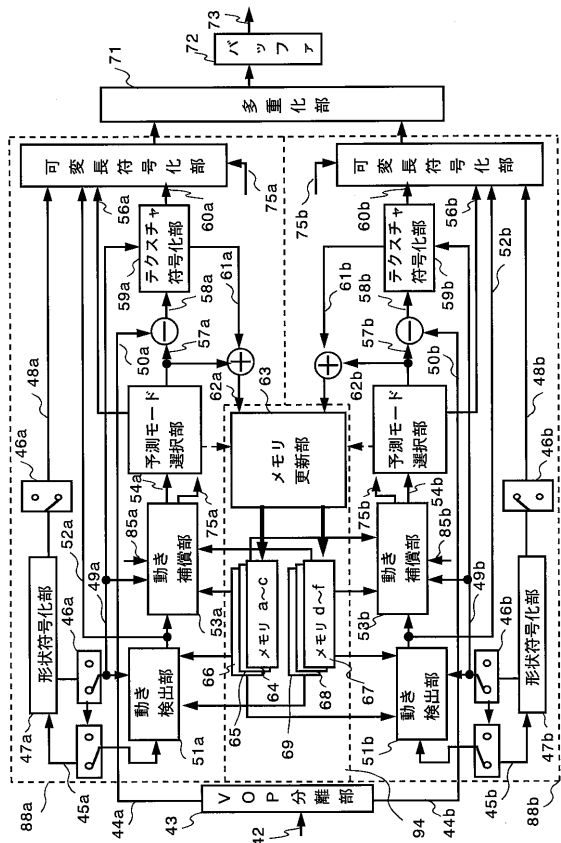 73
72
バッファ
71
多重化部
可変長符号化部
56a
60a
75a
テクスチャ
符号化部
59a
58a
61a
50a
57a
62a
48a
46a
予測モード
選択部
54a
75a
85a
動き
補償部
53a
52a
49a
46a
形状符号化部
47a
45a
動き
検出部
51a
44a
88a
63
メモリ
更新部
メモリ a~c
66
65
64
メモリ d~f
69
68
67
VOP分離部
43
42
94
可変長符号化部
56b
60b
75b
テクスチャ
符号化部
59b
58b
61b
50b
57b
62b
52b
48b
46b
予測モード
選択部
54b
75b
85b
動き
補償部
53b
49b
46b
形状符号化部
47b
45b
動き
検出部
51b
44b
88b